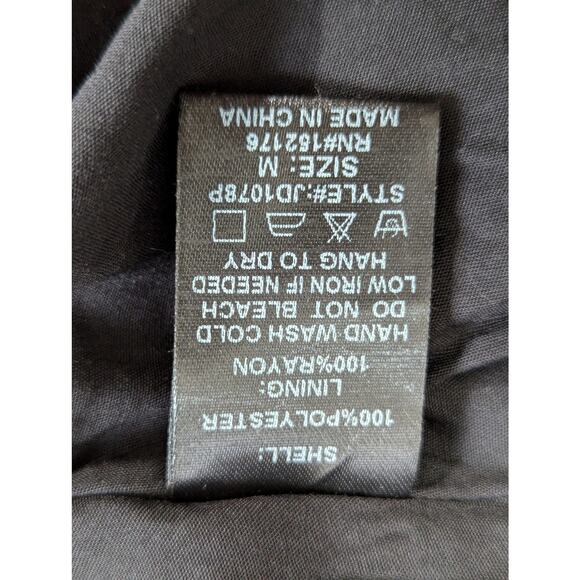 SHELL:
100%POLYESTER
LINING:
100%RAYON
HAND WASH COLD
DO NOT BLEACH
LOW IRON IF NEEDED
HANG TO DRY
STYLE#:JD1078P
SIZE: M
RN#152176
MADE IN CHINA